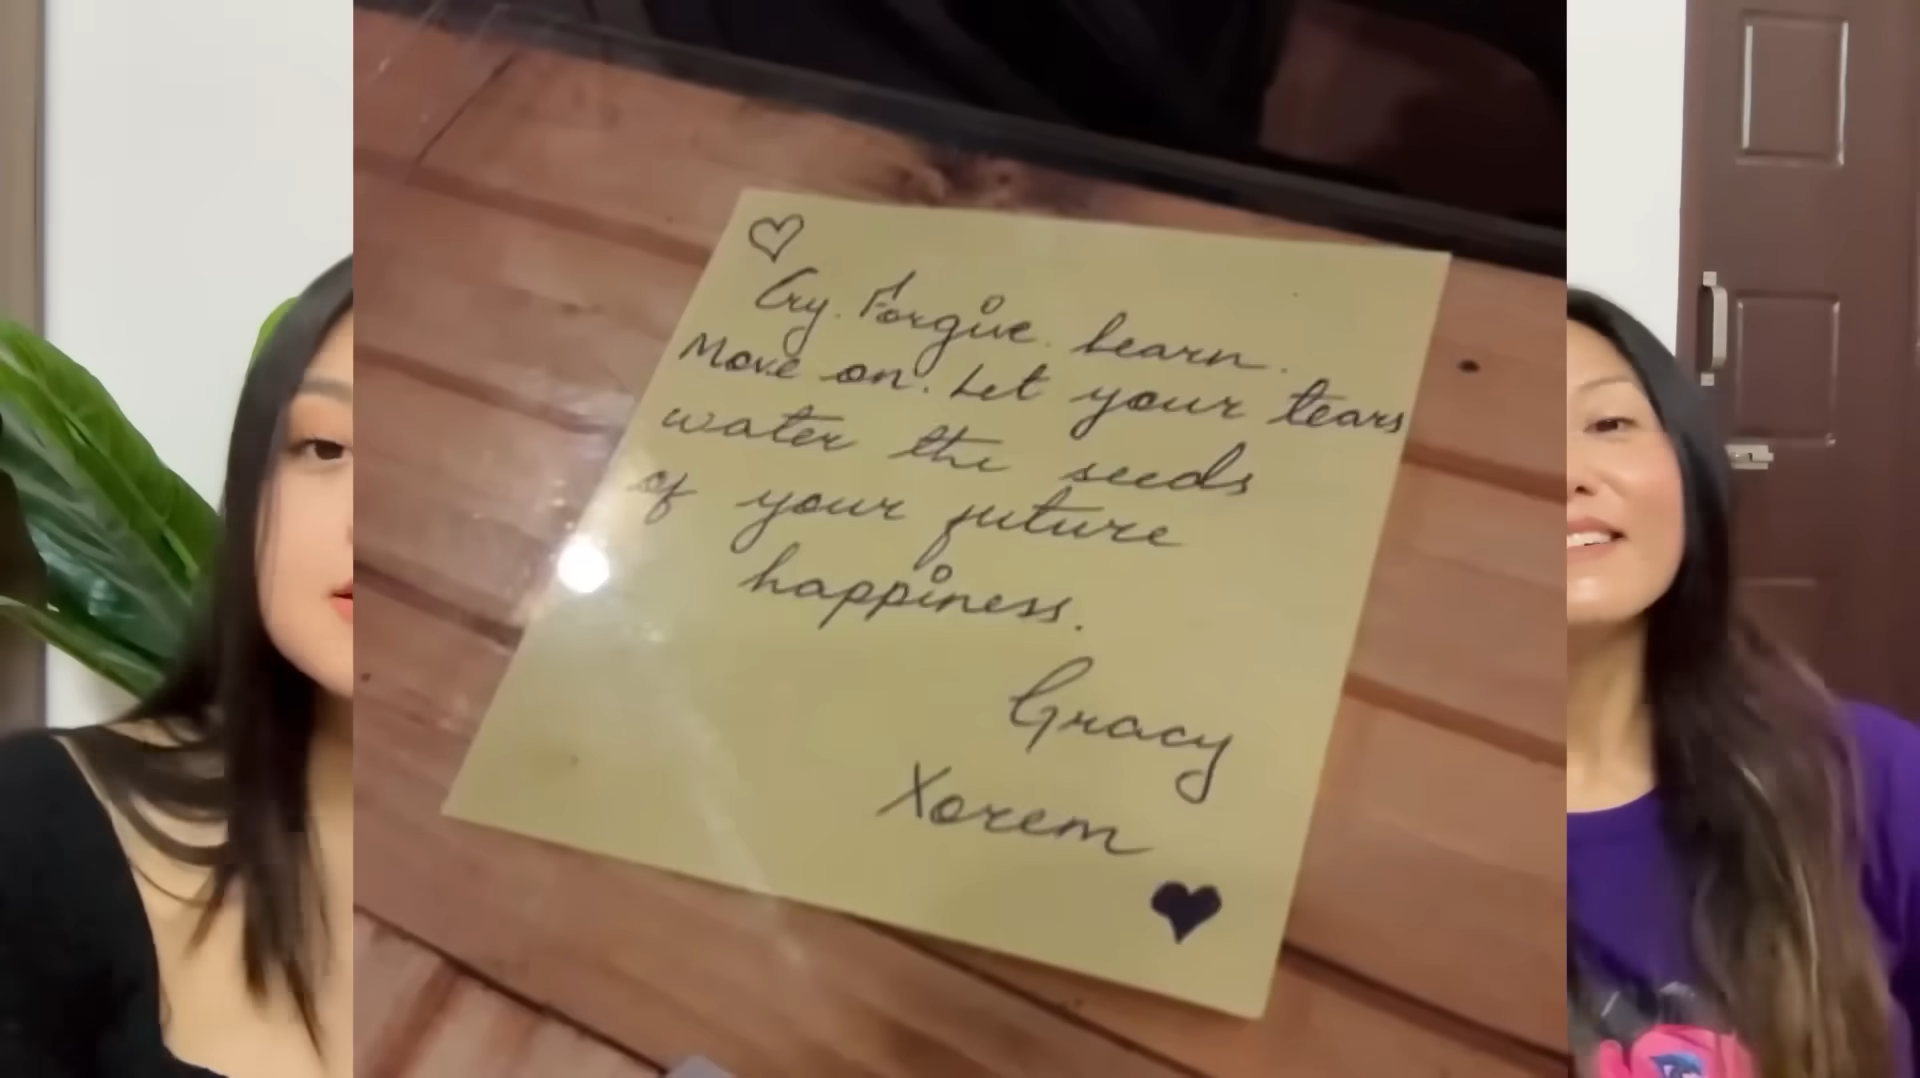 Cry. Forgive. Learn.
Move on. Let your tears
water the seeds
of your future
happiness.
Gracy
Xorem